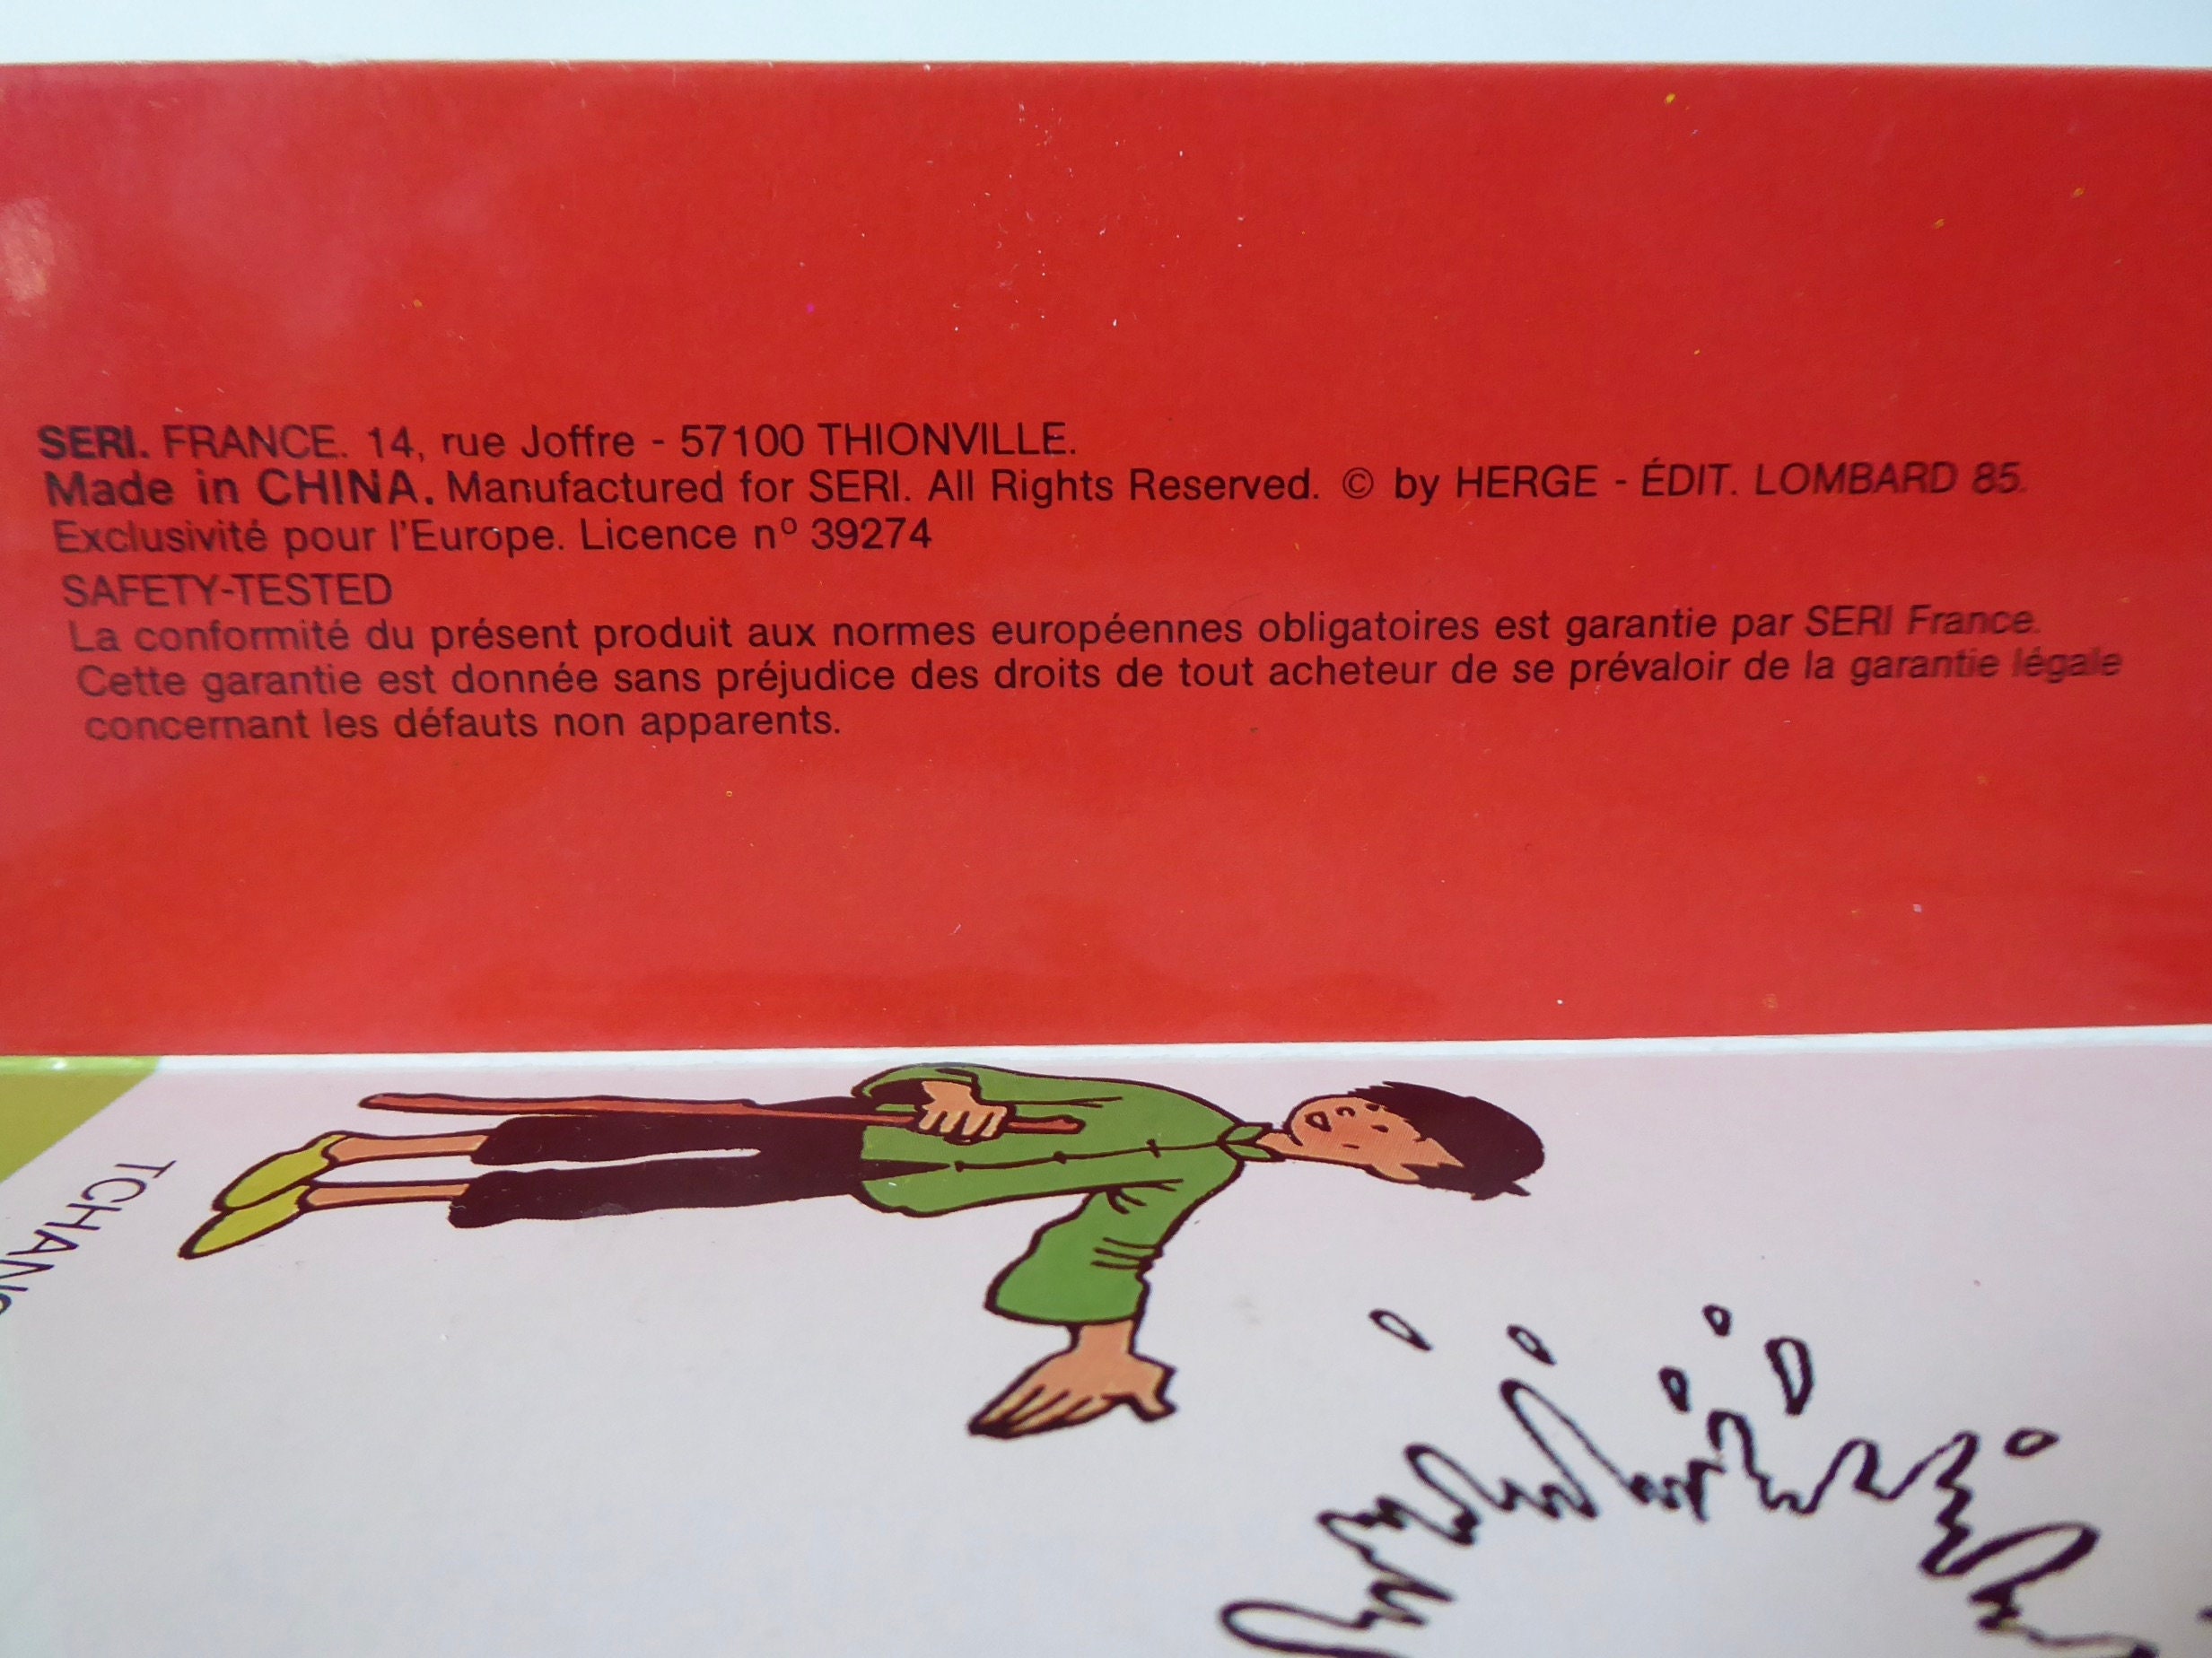 SERI. FRANCE. 14, rue Joffre - 57100 THIONVILLE.
Made in CHINA. Manufactured for SERI. All Rights Reserved. © by HERGE - ÉDIT. LOMBARD 85.
Exclusivité pour l'Europe. Licence nº 39274
SAFETY-TESTED
La conformité du présent produit aux normes européennes obligatoires est garantie par SERI France.
Cette garantie est donnée sans préjudice des droits de tout acheteur de se prévaloir de la garantie légale
concernant les défauts non apparents.
TCHANG